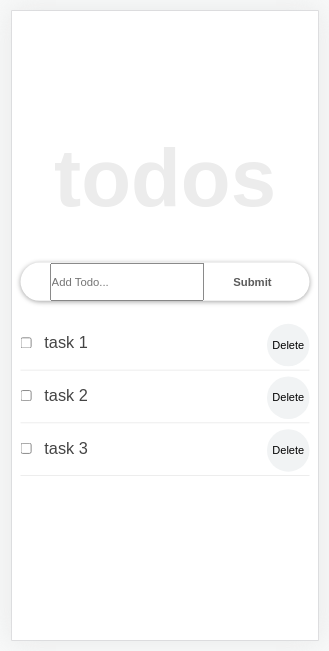 todos
Add Todo... Submit
task 1 Delete
task 2 Delete
task 3 Delete